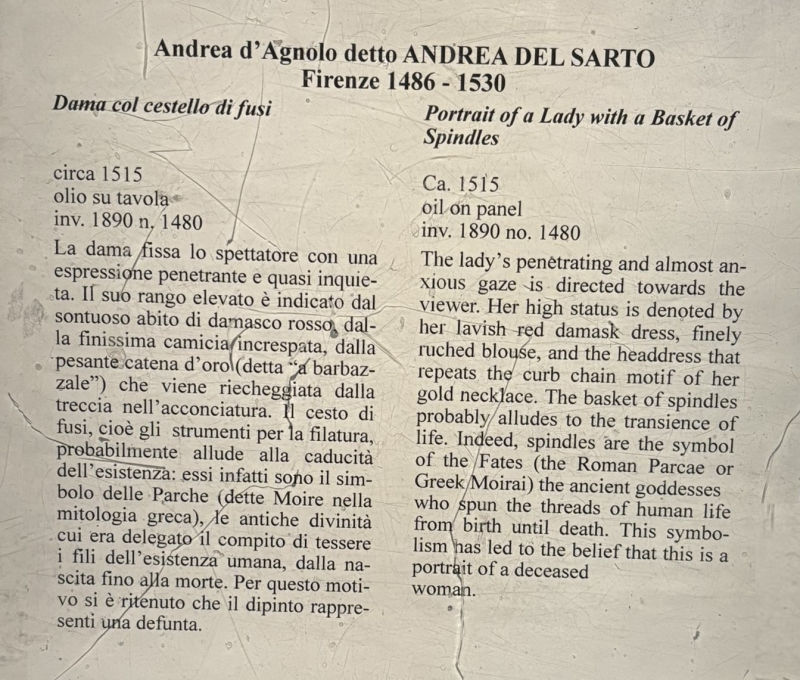 Andrea d'Agnolo detto ANDREA DEL SARTO
Firenze 1486 - 1530
Dama col cestello di fusi
circa 1515
olio su tavola
inv. 1890 n. 1480
La dama fissa lo spettatore con una
espressione penetrante e quasi inquie-
ta. Il suo rango elevato è indicato dal
sontuoso abito di damasco rosso, dal-
la finissima camicia increspata, dalla
pesante catena d'oro (detta “a barbaz-
zale”) che viene riecheggiata dalla
treccia nell'acconciatura. Il cesto di
fusi, cioè gli strumenti per la filatura,
probabilmente allude alla caducità
dell'esistenza: essi infatti sono il sim-
bolo delle Parche (dette Moire nella
mitologia greca), le antiche divinità
cui era delegato il compito di tessere
i fili dell'esistenza umana, dalla na-
scita fino alla morte. Per questo moti-
vo si è ritenuto che il dipinto rappre-
senti una defunta.
Portrait of a Lady with a Basket of
Spindles
Ca. 1515
oil on panel
inv. 1890 no. 1480
The lady's penetrating and almost an-
xious gaze is directed towards the
viewer. Her high status is denoted by
her lavish red damask dress, finely
ruched blouse, and the headdress that
repeats the curb chain motif of her
gold necklace. The basket of spindles
probably alludes to the transience of
life. Indeed, spindles are the symbol
of the Fates (the Roman Parcae or
Greek Moirai) the ancient goddesses
who spun the threads of human life
from birth until death. This symbo-
lism has led to the belief that this is a
portrait of a deceased
woman.